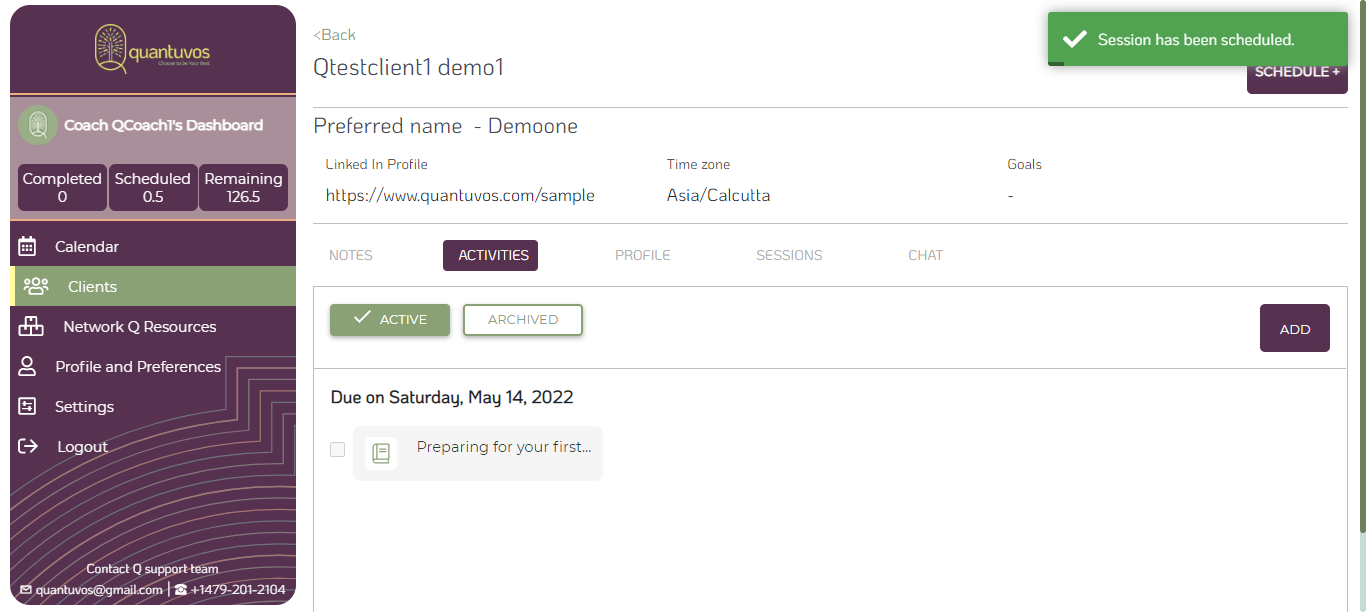 quantuvos
Choose to be Your Best
Coach QCoach1's Dashboard
Completed
0
Scheduled
0.5
Remaining
126.5
Calendar
Clients
Network Q Resources
Profile and Preferences
Settings
Logout
Contact Q support team
quantuvos@gmail.com | +1479-201-2104
<Back
Qtestclient1 demo1
Session has been scheduled.
SCHEDULE +
Preferred name - Demoone
Linked In Profile
https://www.quantuvos.com/sample
Time zone
Asia/Calcutta
Goals
-
NOTES
ACTIVITIES
PROFILE
SESSIONS
CHAT
ACTIVE
ARCHIVED
ADD
Due on Saturday, May 14, 2022
Preparing for your first...